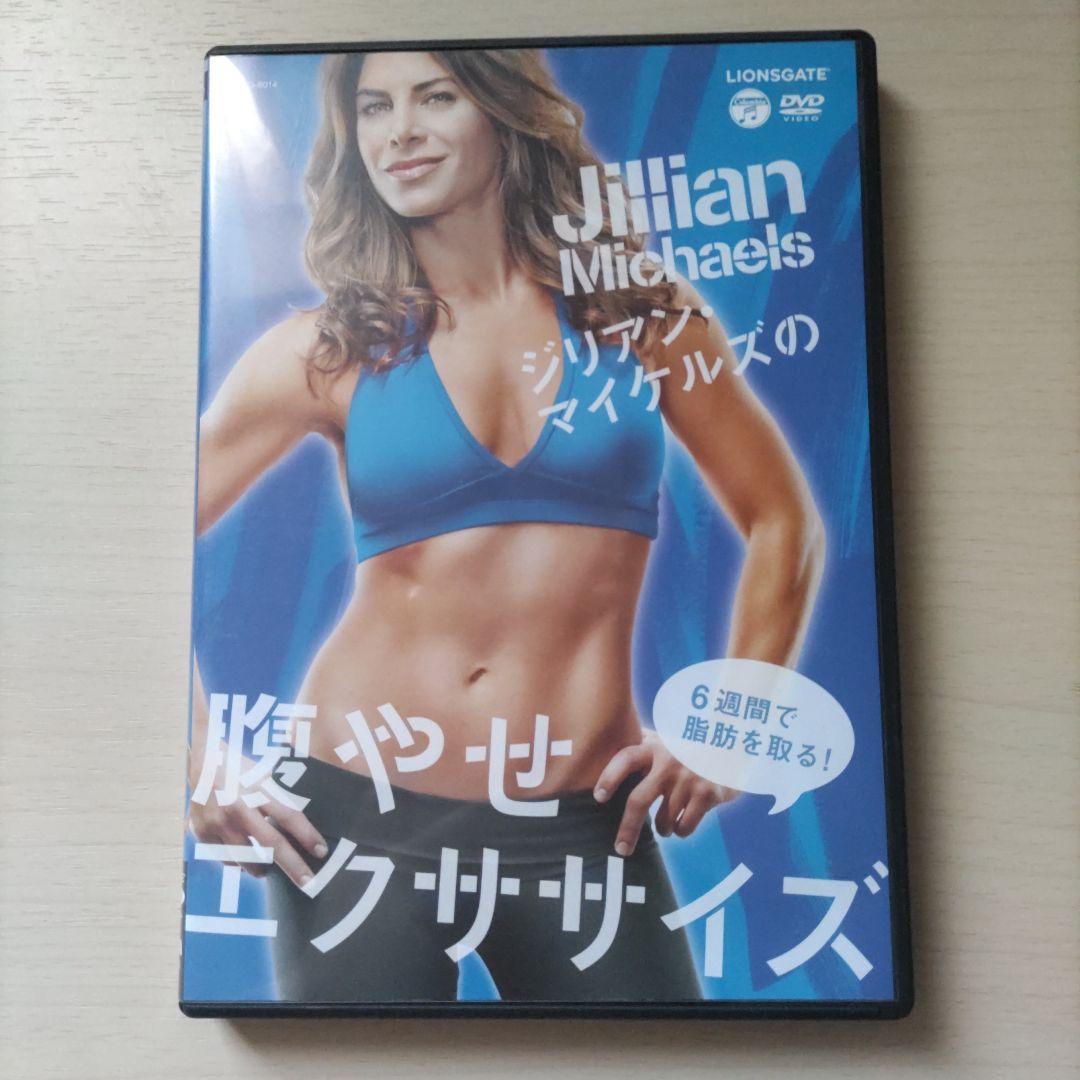 LIONSGATE
Columbia
DVD
VIDEO
Jillian
Michaels
ジリアン・
マイケルズの
6週間で
脂肪を取る!
腹やせ
エクササイズ